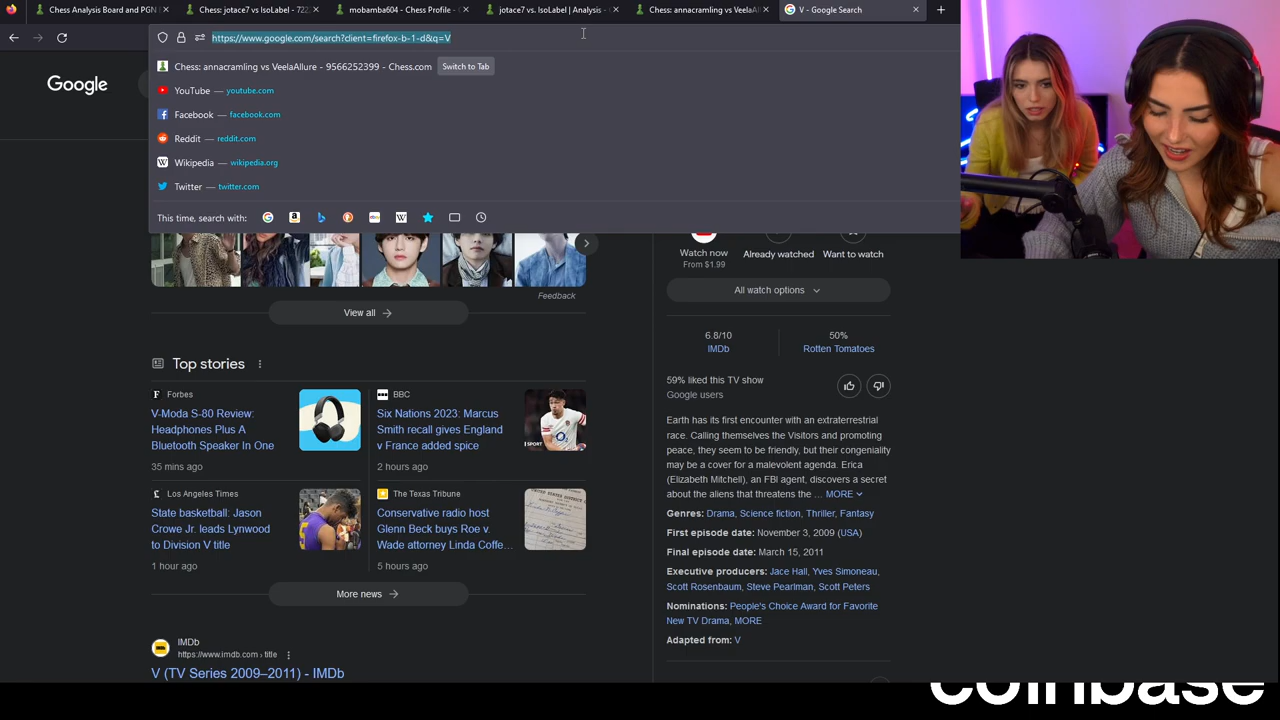 Chess Analysis Board and PGN
Chess: jotace7 vs IsoLabel - 722
mobamba604 - Chess Profile - C
jotace7 vs. IsoLabel | Analysis - C
Chess: annacramling vs VeelaAll
V - Google Search
https://www.google.com/search?client=firefox-b-1-d&q=V
Chess: annacramling vs VeelaAllure - 9566252399 - Chess.com
Switch to Tab
YouTube — youtube.com
Facebook — facebook.com
Reddit — reddit.com
Wikipedia — wikipedia.org
Twitter — twitter.com
This time, search with:
Google
Feedback
View all
Top stories
Forbes
V-Moda S-80 Review:
Headphones Plus A
Bluetooth Speaker In One
35 mins ago
BBC
Six Nations 2023: Marcus
Smith recall gives England
v France added spice
2 hours ago
Los Angeles Times
State basketball: Jason
Crowe Jr. leads Lynwood
to Division V title
1 hour ago
The Texas Tribune
Conservative radio host
Glenn Beck buys Roe v.
Wade attorney Linda Coffe...
5 hours ago
More news
IMDb
https://www.imdb.com › title
V (TV Series 2009–2011) - IMDb
Watch now
From $1.99
Already watched
Want to watch
All watch options
6.8/10
IMDb
50%
Rotten Tomatoes
59% liked this TV show
Google users
Earth has its first encounter with an extraterrestrial
race. Calling themselves the Visitors and promoting
peace, they seem to be friendly, but their congeniality
may be a cover for a malevolent agenda. Erica
(Elizabeth Mitchell), an FBI agent, discovers a secret
about the aliens that threatens the ... MORE
Genres: Drama, Science fiction, Thriller, Fantasy
First episode date: November 3, 2009 (USA)
Final episode date: March 15, 2011
Executive producers: Jace Hall, Yves Simoneau,
Scott Rosenbaum, Steve Pearlman, Scott Peters
Nominations: People's Choice Award for Favorite
New TV Drama, MORE
Adapted from: V
coinbase